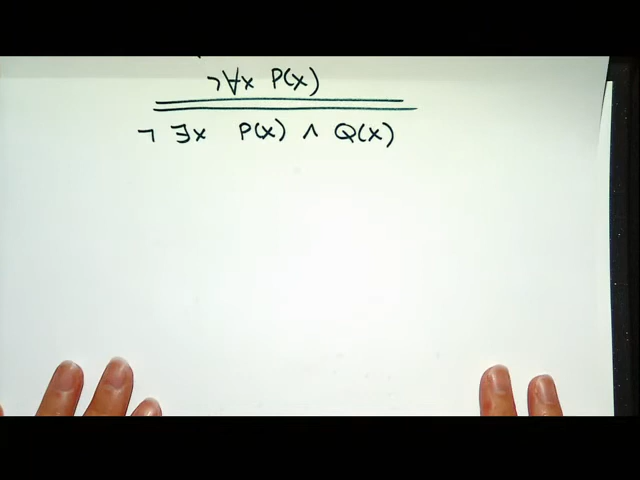 ¬∀x P(x)
¬ ∃x P(x) ∧ Q(x)